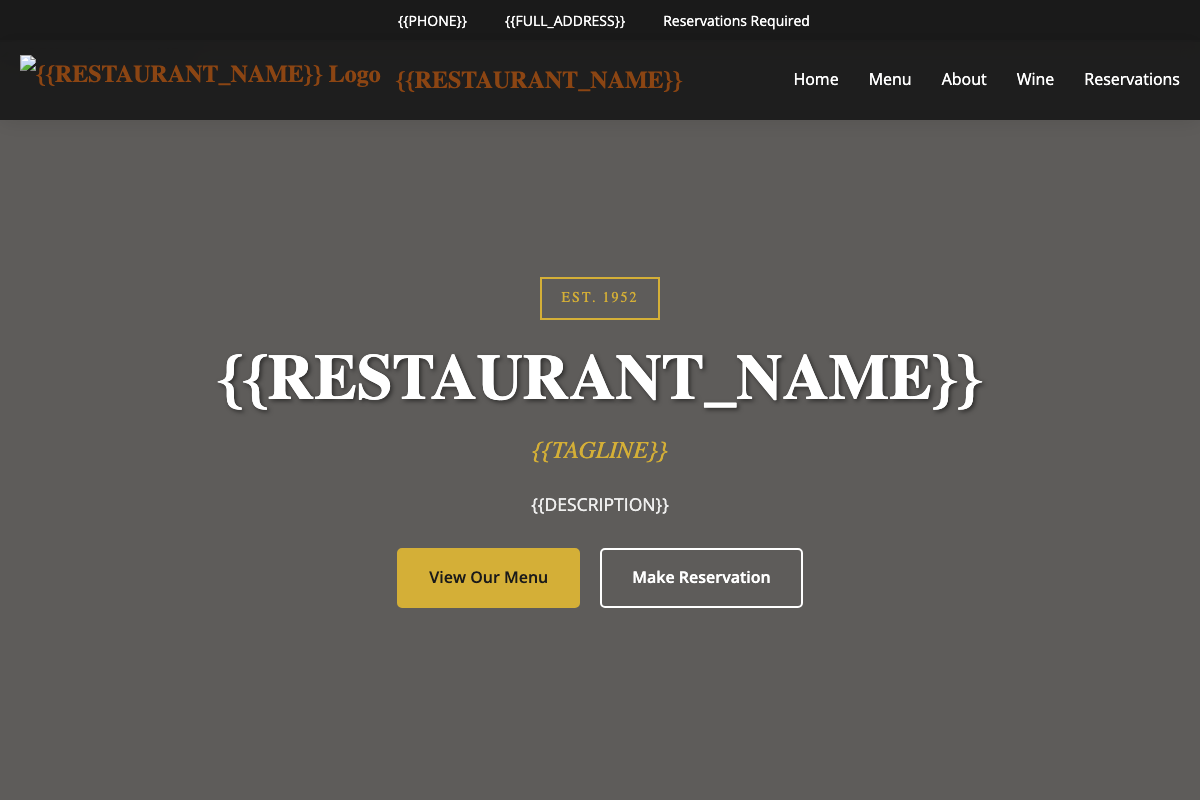 {{PHONE}} {{FULL_ADDRESS}} Reservations Required
{{RESTAURANT_NAME}} Logo {{RESTAURANT_NAME}} Home Menu About Wine Reservations
EST. 1952
{{RESTAURANT_NAME}}
{{TAGLINE}}
{{DESCRIPTION}}
View Our Menu Make Reservation